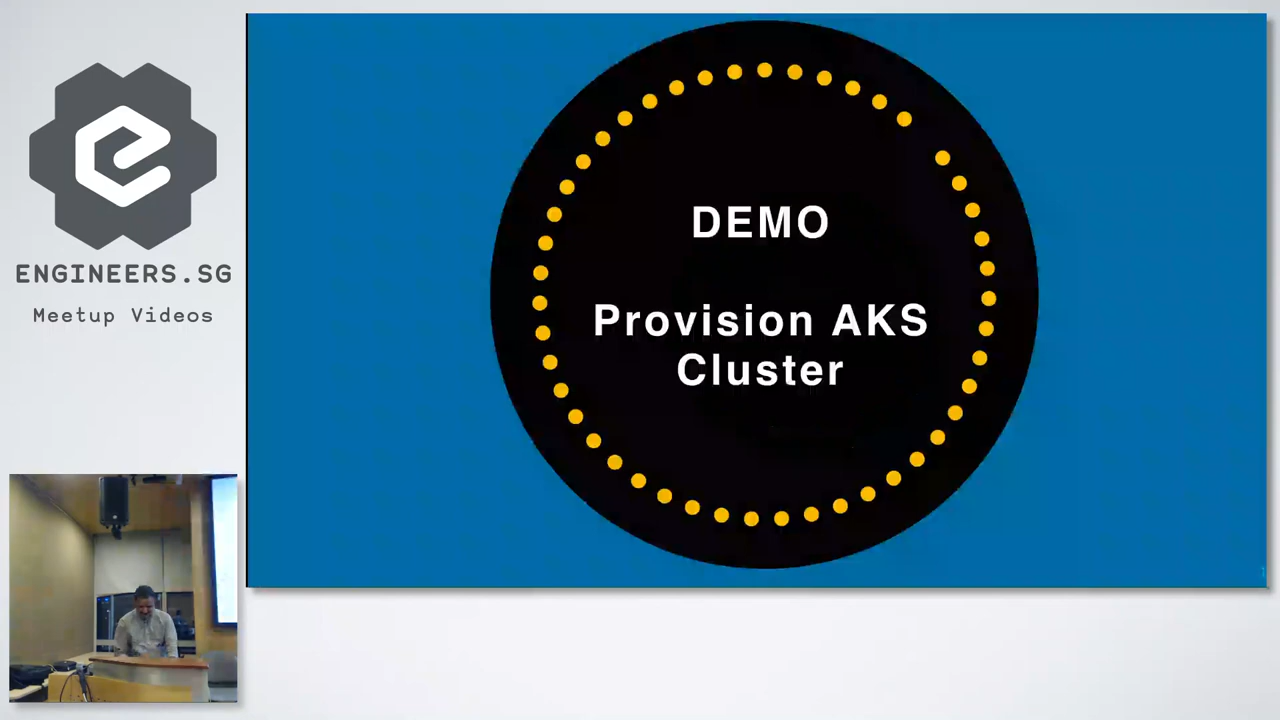 ENGINEERS.SG
Meetup Videos
DEMO
Provision AKS
Cluster